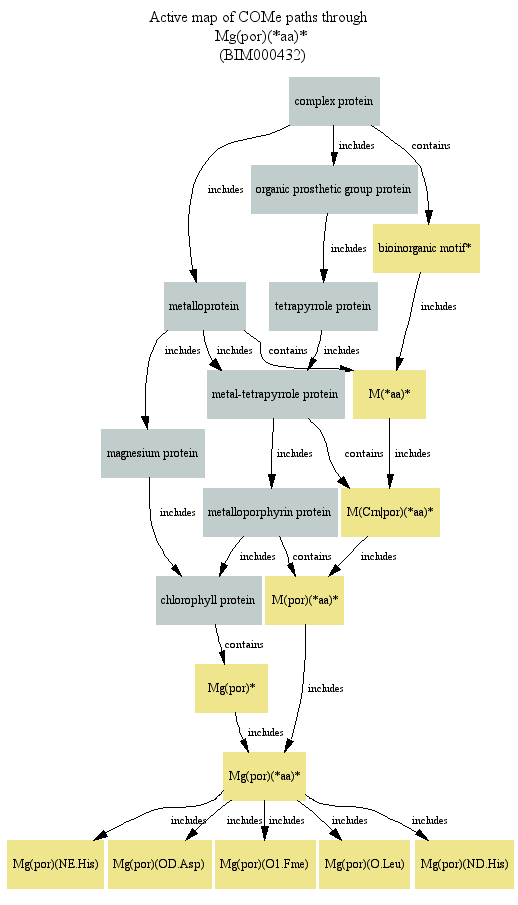 Active map of COMe paths through
Mg(por)(*aa)*
(BIM000432)
complex protein
includes
contains
includes
organic prosthetic group protein
bioinorganic motif*
includes
includes
metalloprotein
tetrapyrrole protein
includes
includes
contains
includes
metal-tetrapyrrole protein
M(*aa)*
magnesium protein
includes
contains
includes
includes
metalloporphyrin protein
M(Crn|por)(*aa)*
includes
contains
includes
chlorophyll protein
M(por)(*aa)*
contains
Mg(por)*
includes
includes
Mg(por)(*aa)*
includes
includes
includes
includes
includes
Mg(por)(NE.His)
Mg(por)(OD.Asp)
Mg(por)(O1.Fme)
Mg(por)(O.Leu)
Mg(por)(ND.His)